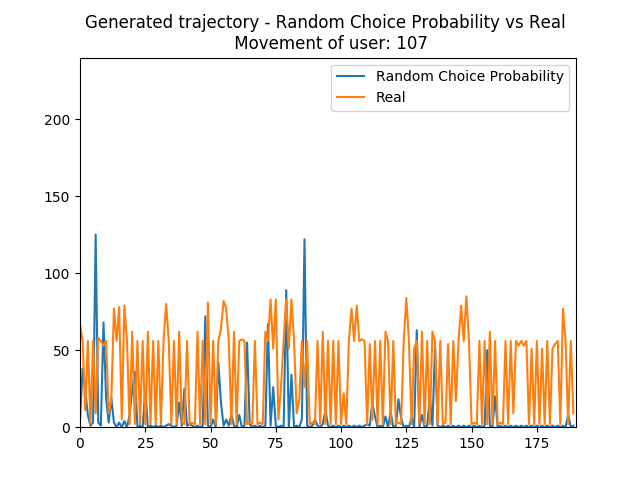 Generated trajectory - Random Choice Probability vs Real
Movement of user: 107
Random Choice Probability
Real
200
150
100
50
0
0 25 50 75 100 125 150 175